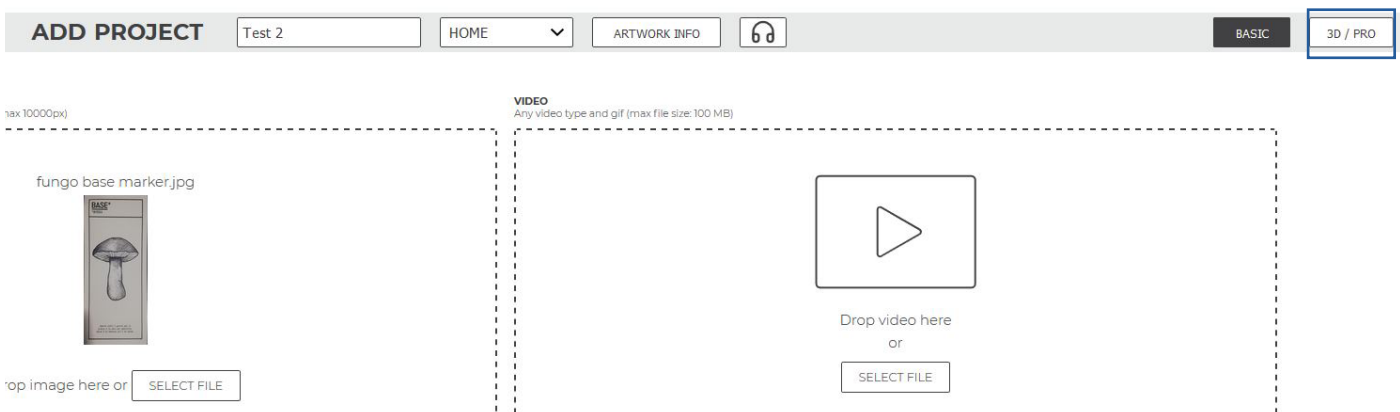 ADD PROJECT
Test 2
HOME
ARTWORK INFO
BASIC
3D / PRO
max 10000px)
VIDEO
Any video type and gif (max file size: 100 MB)
fungo base marker.jpg
BASE*
Drop video here
or
SELECT FILE
rop image here or
SELECT FILE